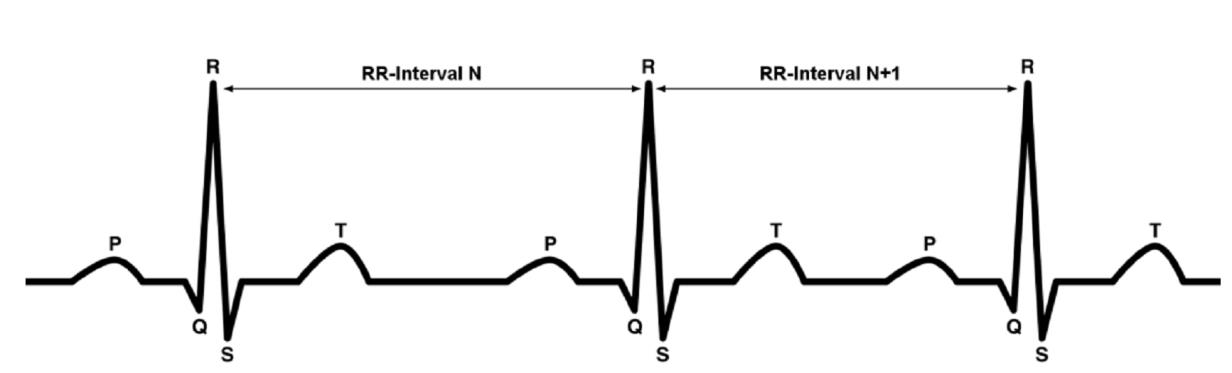 R RR-Interval N R RR-Interval N+1 R
P T P T P T
Q Q Q
S S S